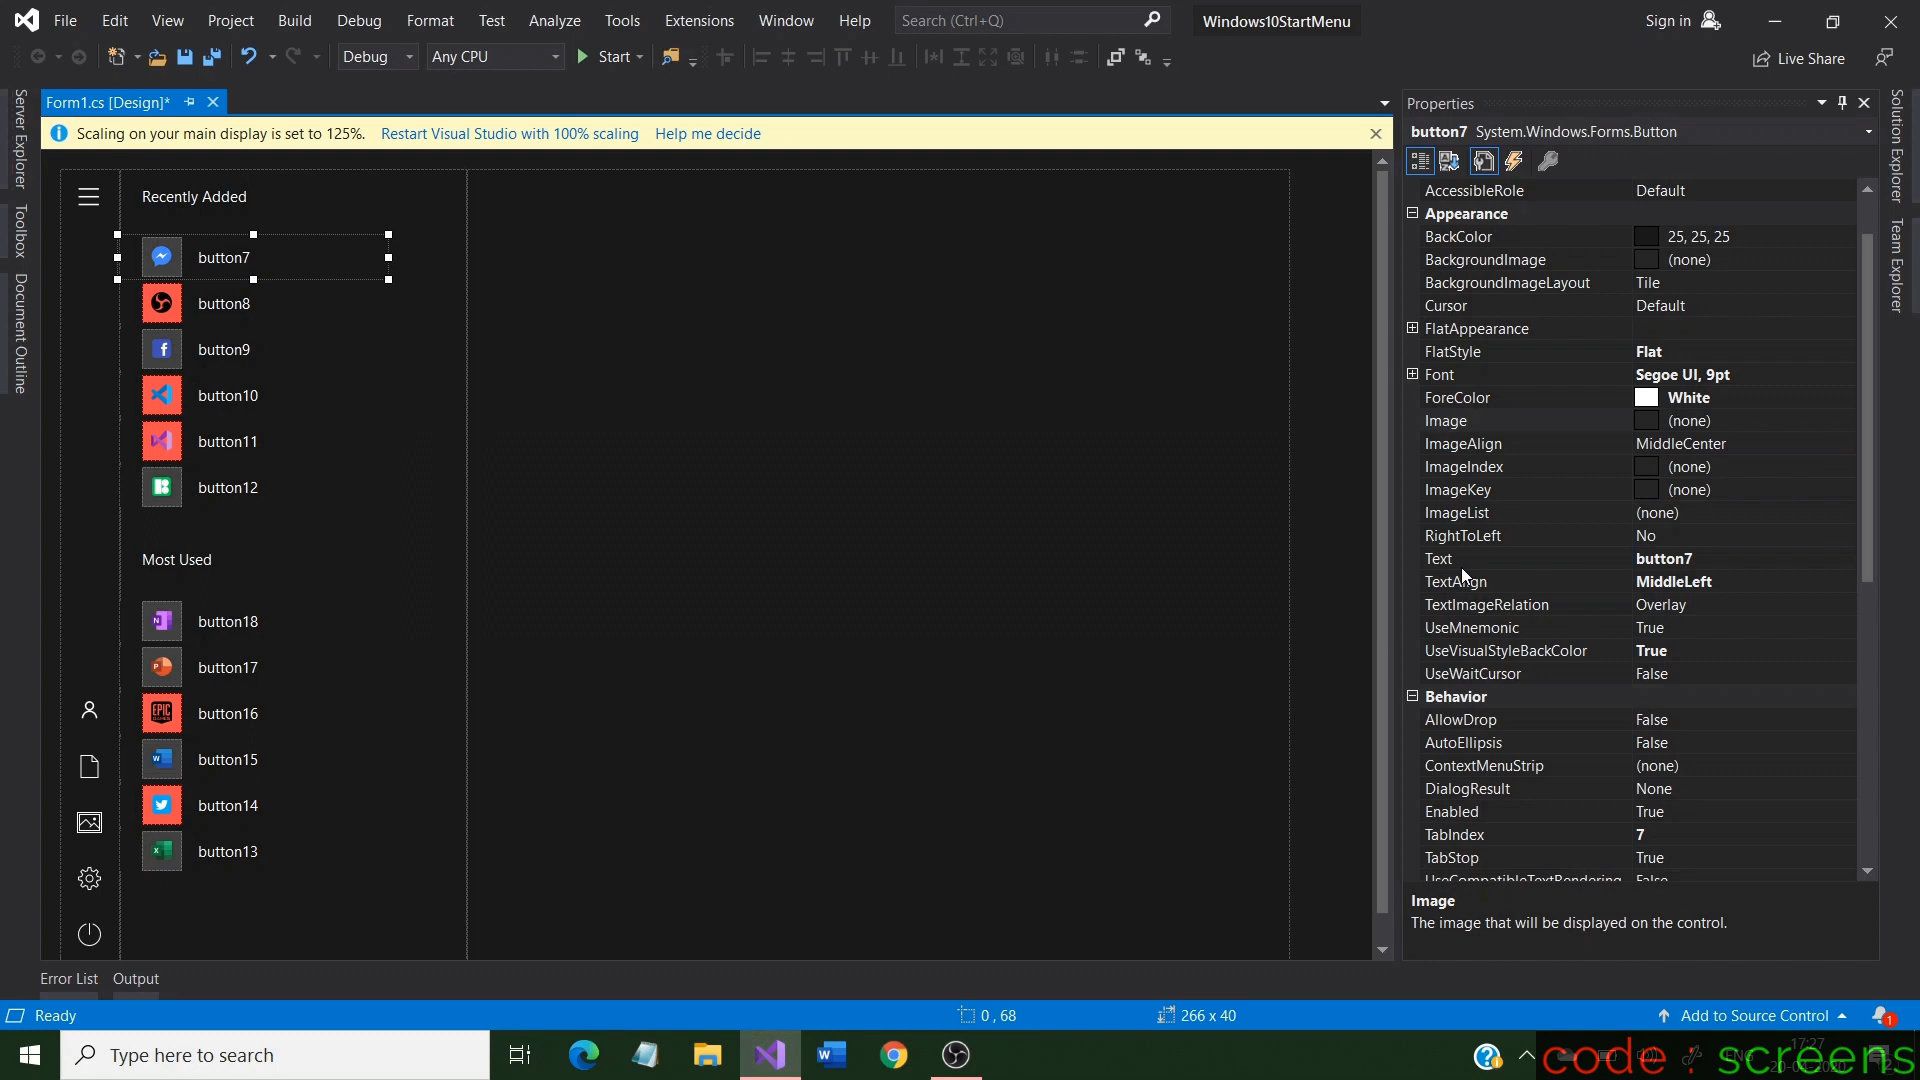 File Edit View Project Build Debug Format Test Analyze Tools Extensions Window Help Search (Ctrl+Q) Windows10StartMenu Sign in
Debug Any CPU Start Live Share
Server Explorer
Toolbox
Document Outline
Form1.cs [Design]*
Scaling on your main display is set to 125%. Restart Visual Studio with 100% scaling Help me decide
Recently Added
button7
button8
f button9
button10
button11
button12
Most Used
N button18
P button17
EPIC GAMES button16
W button15
button14
X button13
Properties
button7 System.Windows.Forms.Button
AccessibleRole Default
Appearance
BackColor 25, 25, 25
BackgroundImage (none)
BackgroundImageLayout Tile
Cursor Default
FlatAppearance
FlatStyle Flat
Font Segoe UI, 9pt
ForeColor White
Image (none)
ImageAlign MiddleCenter
ImageIndex (none)
ImageKey (none)
ImageList (none)
RightToLeft No
Text button7
TextAlign MiddleLeft
TextImageRelation Overlay
UseMnemonic True
UseVisualStyleBackColor True
UseWaitCursor False
Behavior
AllowDrop False
AutoEllipsis False
ContextMenuStrip (none)
DialogResult None
Enabled True
TabIndex 7
TabStop True
UseCompatibleTextRendering False
Image
The image that will be displayed on the control.
Solution Explorer
Team Explorer
Error List Output
Ready 0 , 68 266 x 40 Add to Source Control 1
Type here to search
ENG 17:27
code : screens